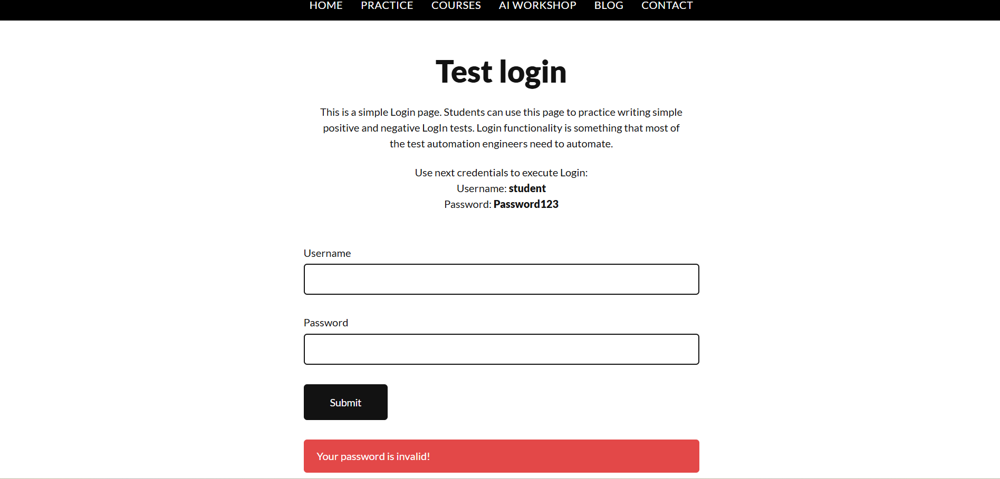 HOME PRACTICE COURSES AI WORKSHOP BLOG CONTACT
Test login
This is a simple Login page. Students can use this page to practice writing simple
positive and negative LogIn tests. Login functionality is something that most of
the test automation engineers need to automate.
Use next credentials to execute Login:
Username: student
Password: Password123
Username
Password
Submit
Your password is invalid!